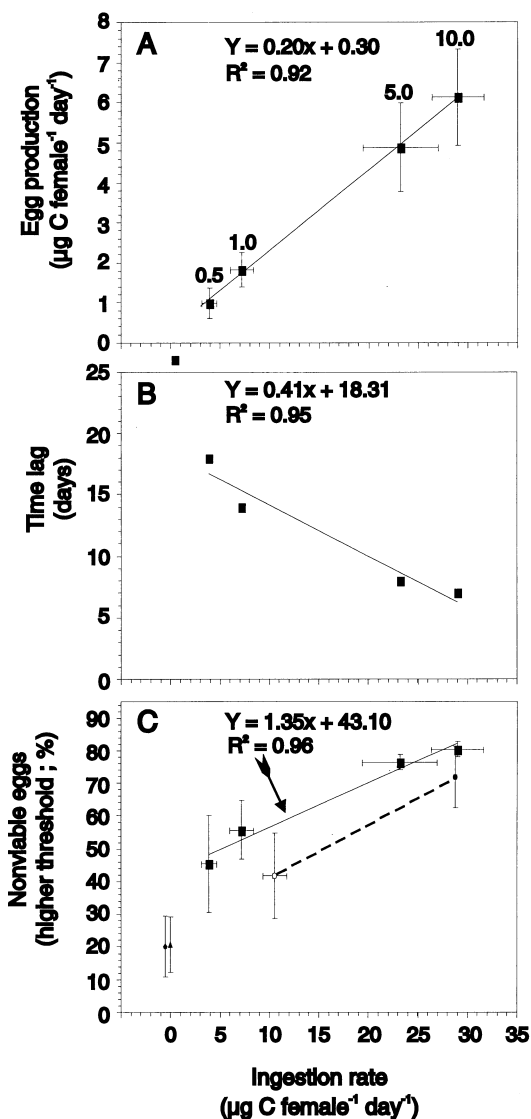 A
Y = 0.20x + 0.30
R² = 0.92
10.0
5.0
1.0
0.5
Egg production
(µg C female⁻¹ day⁻¹)
8
7
6
5
4
3
2
1
0
B
Y = 0.41x + 18.31
R² = 0.95
Time lag
(days)
25
20
15
10
5
0
C
Y = 1.35x + 43.10
R² = 0.96
Nonviable eggs
(higher threshold ; %)
90
80
70
60
50
40
30
20
10
0
0 5 10 15 20 25 30 35
Ingestion rate
(µg C female⁻¹ day⁻¹)